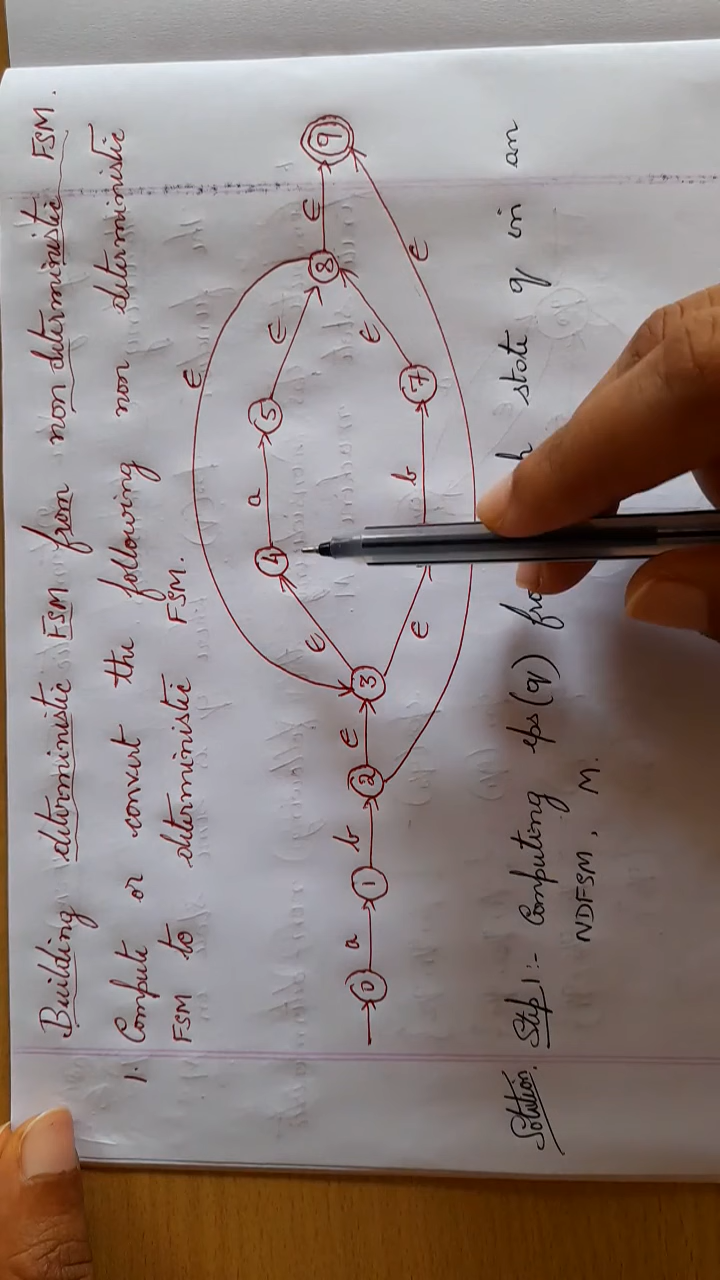 Building deterministic FSM from non deterministic FSM.
1. Compute or convert the following non deterministic
FSM to deterministic FSM.
ϵ
a ϵ
4 5
ϵ 8 ϵ 9
0 a 1 b 2 ϵ 3
ϵ b 7 ϵ
ϵ
Solution. Step 1:- Computing eps(q) state q in an
NDFSM, M.